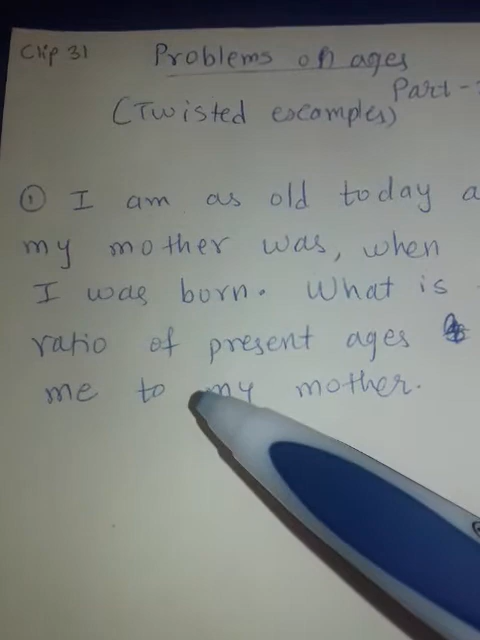 Clip 31
Problems on ages
Part -
(Twisted excamples)
① I am as old today a
my mother was, when
I was born. What is
ratio of present ages
me to my mother.